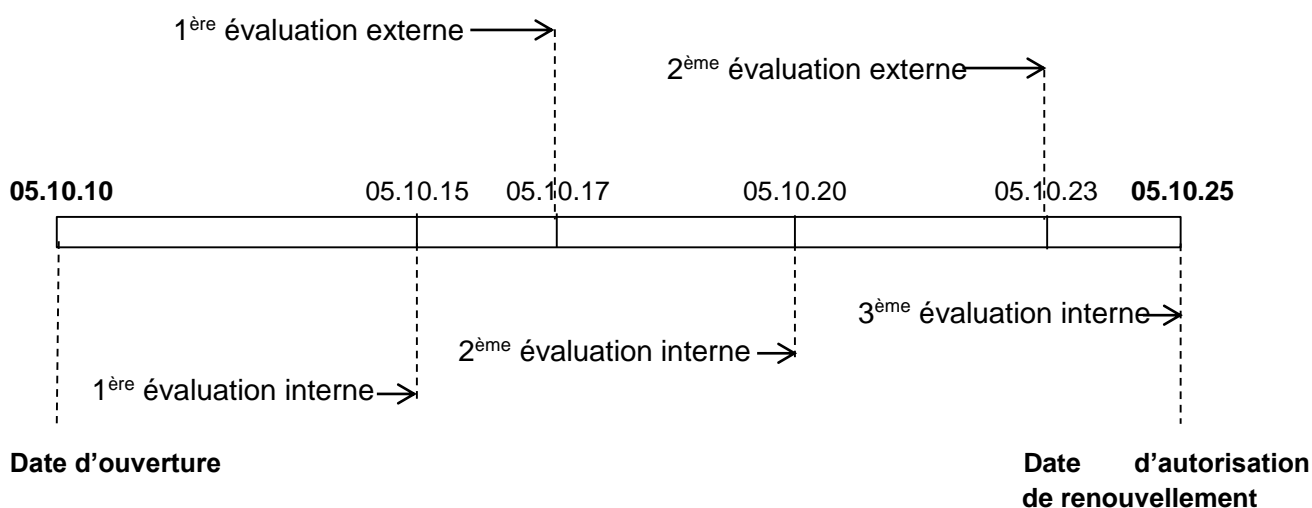 1ère évaluation externe
2ème évaluation externe
05.10.10 05.10.15 05.10.17 05.10.20 05.10.23 05.10.25
3ème évaluation interne
2ème évaluation interne
1ère évaluation interne
Date d'ouverture
Date d'autorisation
de renouvellement